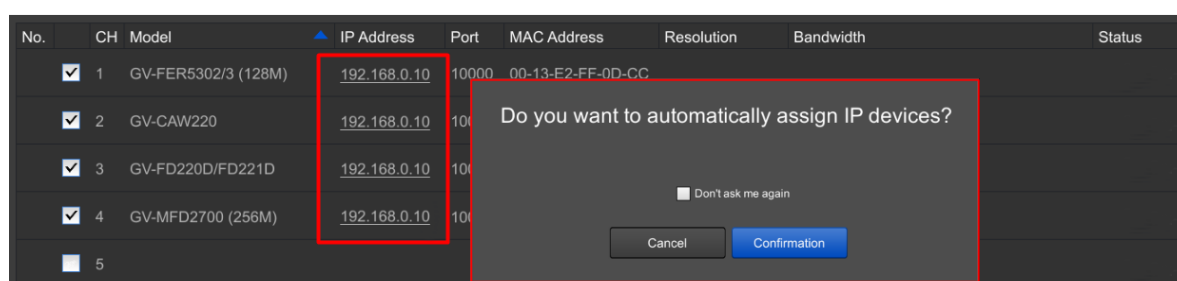 No. CH Model IP Address Port MAC Address Resolution Bandwidth Status
1 GV-FER5302/3 (128M) 192.168.0.10 10000 00-13-E2-FF-0D-CC
Do you want to automatically assign IP devices?
2 GV-CAW220 192.168.0.10
3 GV-FD220D/FD221D 192.168.0.10
Don't ask me again
4 GV-MFD2700 (256M) 192.168.0.10
Cancel Confirmation
5